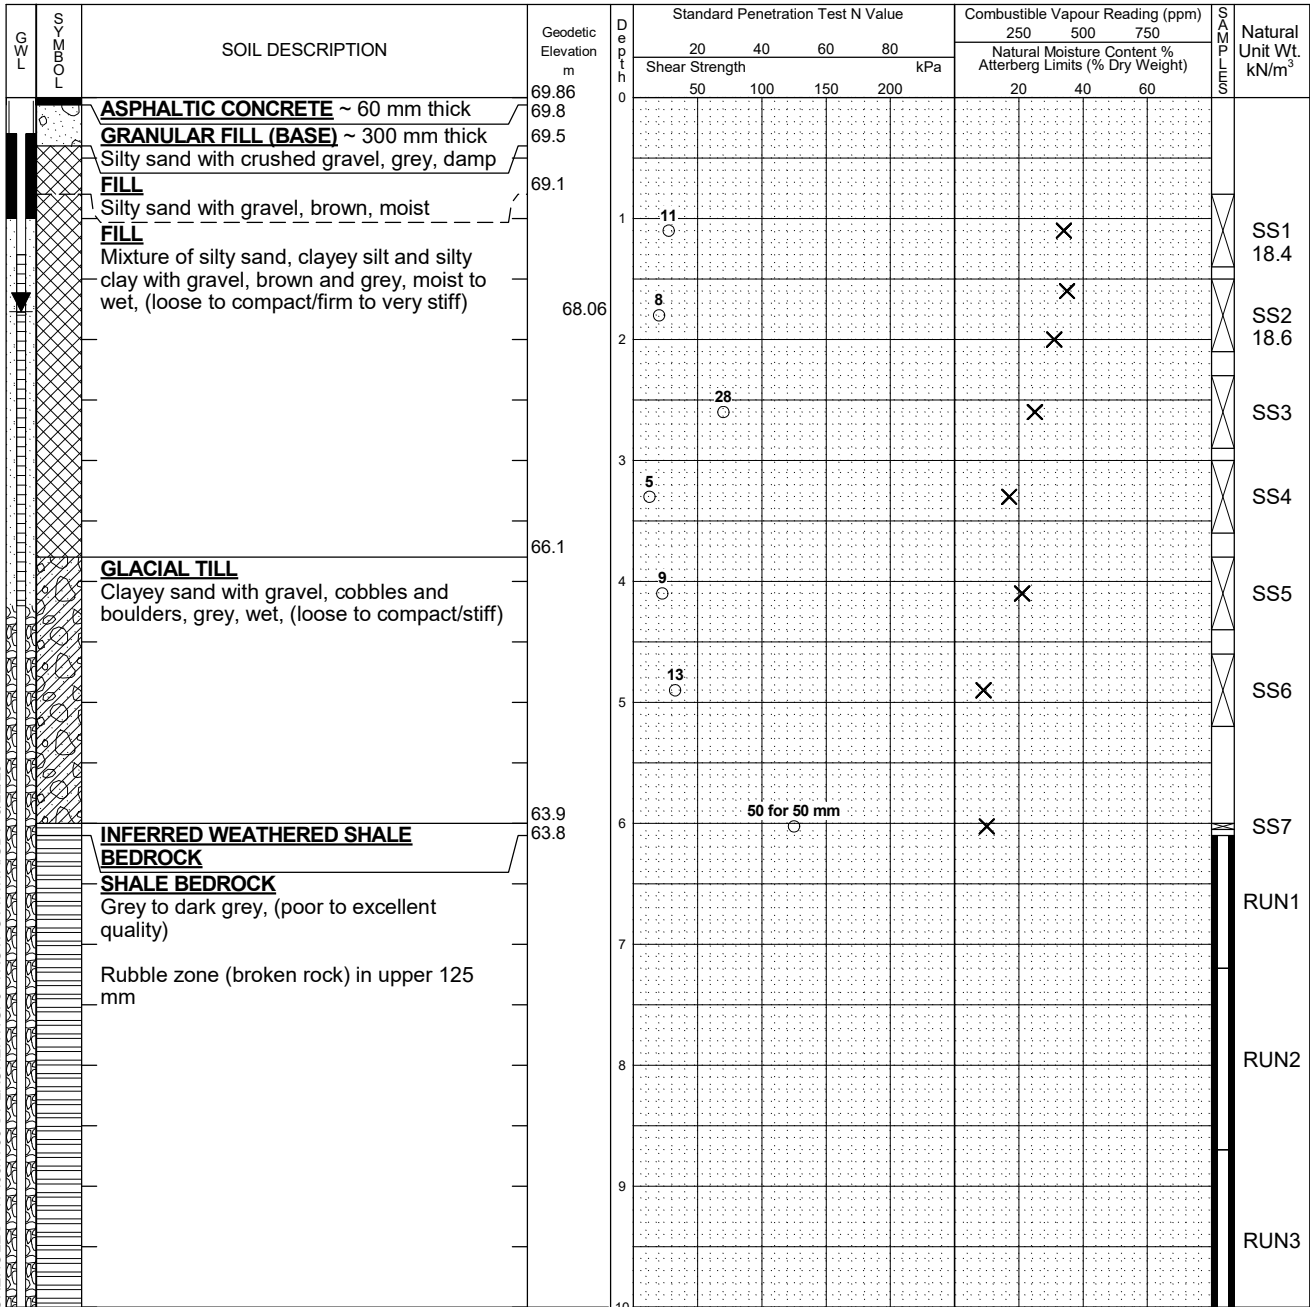 GWL
SYMBOL
SOIL DESCRIPTION
Geodetic
Elevation
m
Depth
Standard Penetration Test N Value
20 40 60 80
Shear Strength kPa
50 100 150 200
Combustible Vapour Reading (ppm)
250 500 750
Natural Moisture Content %
Atterberg Limits (% Dry Weight)
20 40 60
SAMPLES
Natural
Unit Wt.
kN/m³
69.86
0
ASPHALTIC CONCRETE ~ 60 mm thick
69.8
GRANULAR FILL (BASE) ~ 300 mm thick
69.5
Silty sand with crushed gravel, grey, damp
FILL
69.1
Silty sand with gravel, brown, moist
FILL
Mixture of silty sand, clayey silt and silty
clay with gravel, brown and grey, moist to
wet, (loose to compact/firm to very stiff)
68.06
66.1
GLACIAL TILL
Clayey sand with gravel, cobbles and
boulders, grey, wet, (loose to compact/stiff)
63.9
INFERRED WEATHERED SHALE
63.8
BEDROCK
SHALE BEDROCK
Grey to dark grey, (poor to excellent
quality)
Rubble zone (broken rock) in upper 125
mm
1
2
3
4
5
6
7
8
9
10
11
8
28
5
9
13
50 for 50 mm
SS1
18.4
SS2
18.6
SS3
SS4
SS5
SS6
SS7
RUN1
RUN2
RUN3